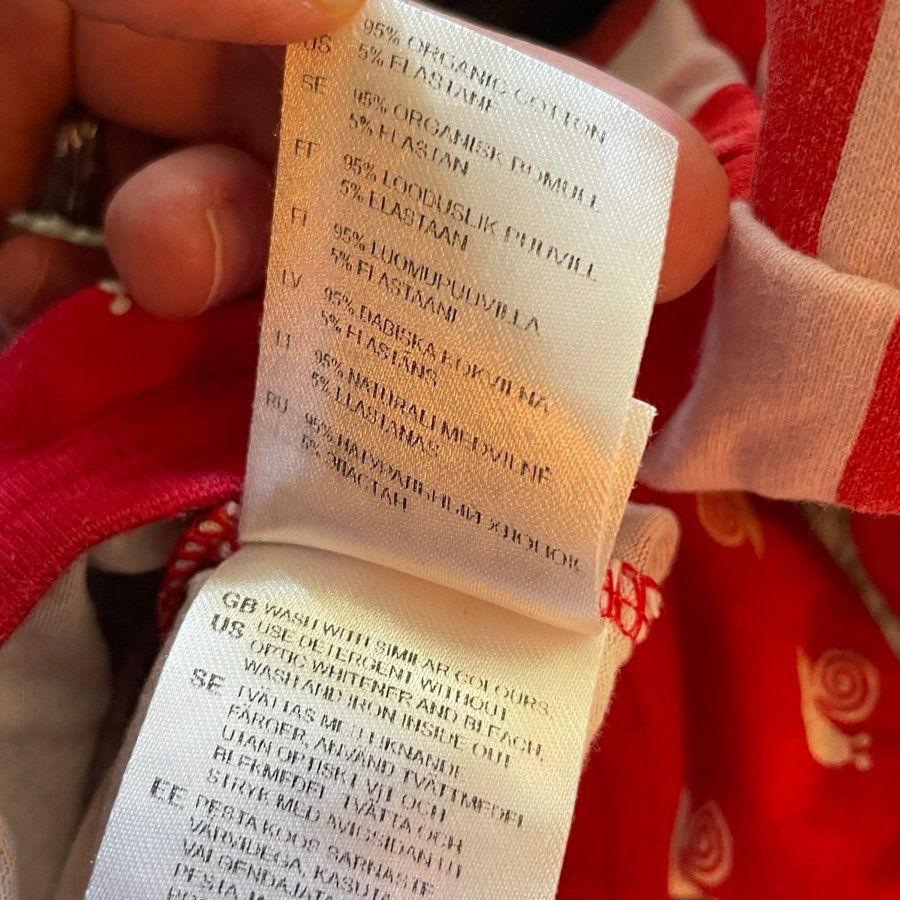 US 95% ORGANIC COTTON
5% ELASTANE
SE 95% ORGANISK BOMULL
5% ELASTAN
95% LOODUSLIK PUUVILL
5% ELASTAAN
FI 95% LUOMUPUUVILLA
5% ELASTAANI
LV 95% DABISKA KOKVILNA
5% ELASTĀNS
LT 95% NATURALI MEDVILNĖ
5% ELASTANAS
RU 95% НАТУРАЛЬНЫЙ ХЛОПОК
5% ЭЛАСТАН
GB WASH WITH SIMILAR COLOURS,
US USE DETERGENT WITHOUT
OPTIC WHITENER AND BLEACH,
WASH AND IRON INSIDE OUT
SE TVÄTTAS MED LIKNANDE
FÄRGER, ANVÄND TVÄTTMEDEL
UTAN OPTISKT VIT OCH
BLEKMEDEL, TVÄTTA OCH
STRYK MED AVIGSIDAN UT
EE PESTA KOOS SARNASTE
VÄRVIDEGA, KASUTA
VALGENDAJATA
PESTA